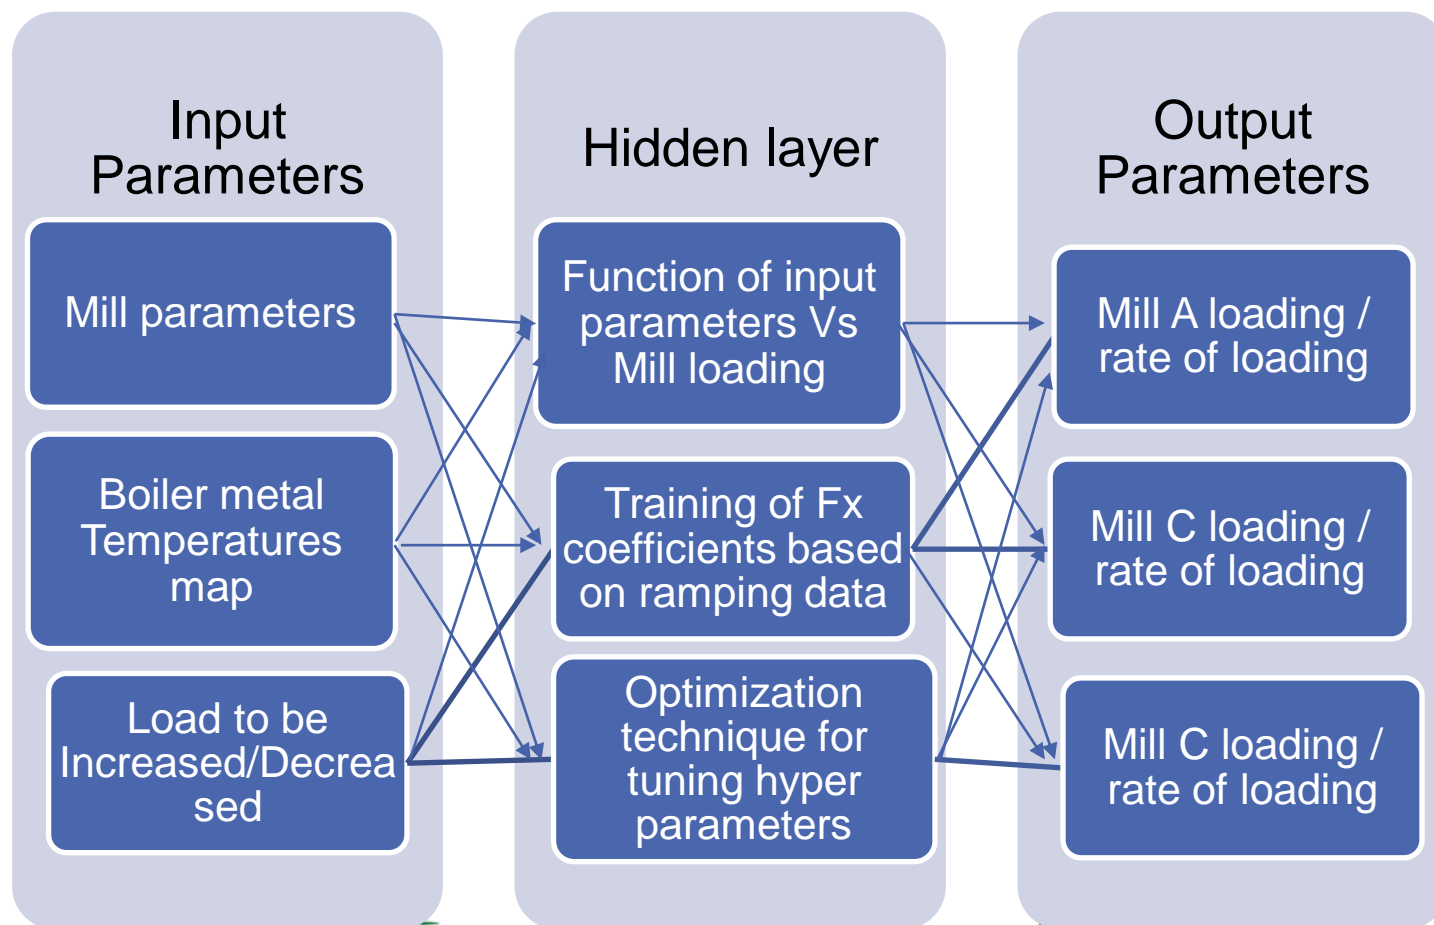 Input
Parameters
Mill parameters
Boiler metal
Temperatures
map
Load to be
Increased/Decrea
sed
Hidden layer
Function of input
parameters Vs
Mill loading
Training of Fx
coefficients based
on ramping data
Optimization
technique for
tuning hyper
parameters
Output
Parameters
Mill A loading /
rate of loading
Mill C loading /
rate of loading
Mill C loading /
rate of loading